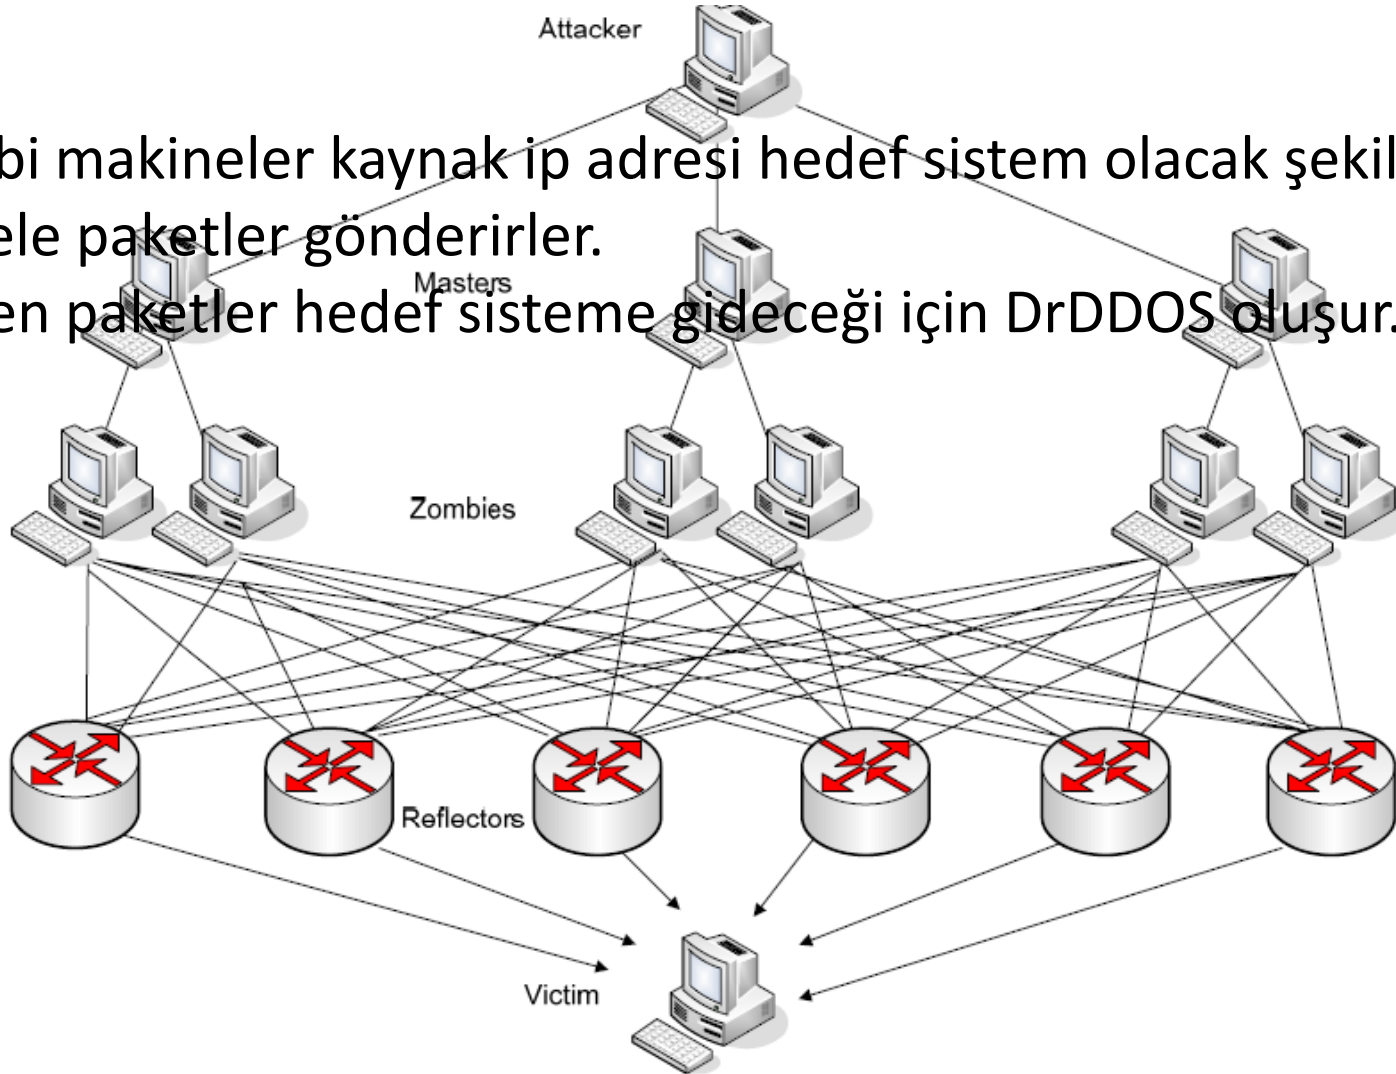 Attacker
bi makineler kaynak ip adresi hedef sistem olacak şekil
ele paketler gönderirler.
Masters
en paketler hedef sisteme gideceği için DrDDOS oluşur.
Zombies
Reflectors
Victim